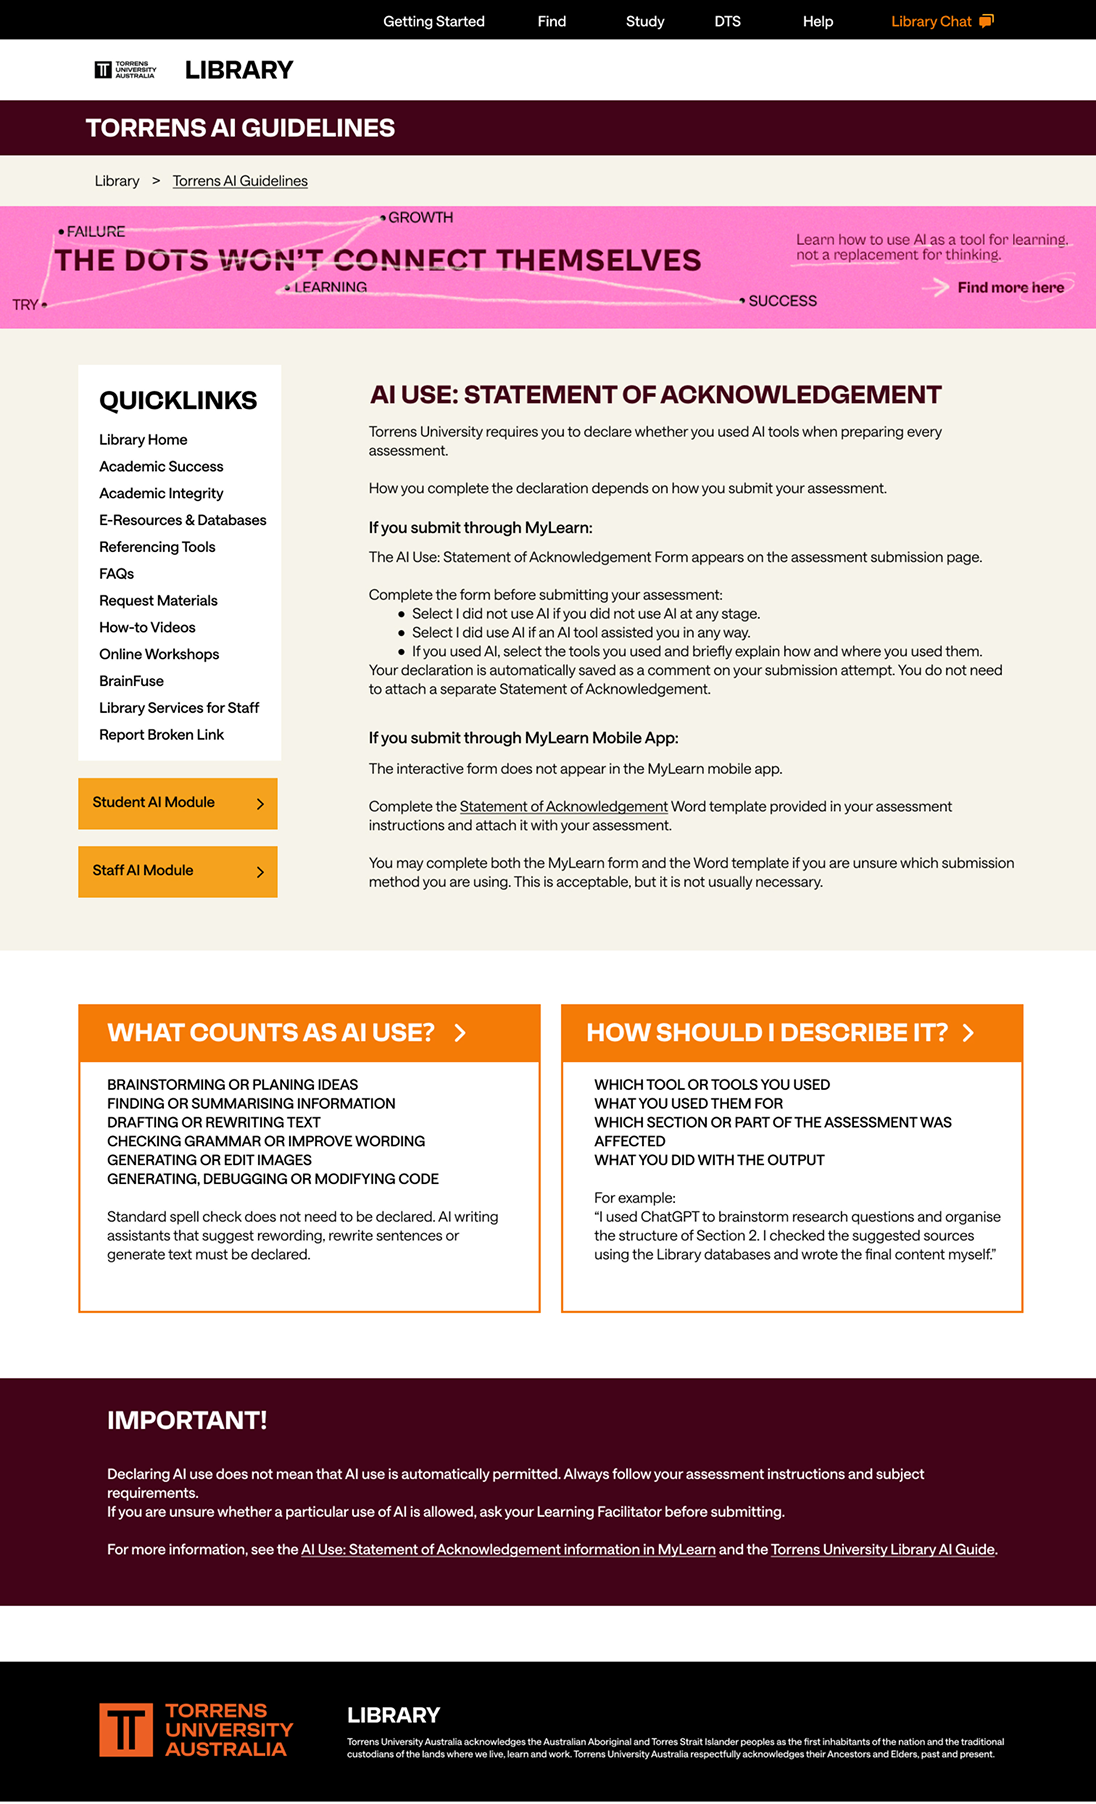 Getting Started Find Study DTS Help Library Chat
TORRENS
UNIVERSITY
AUSTRALIA
LIBRARY
TORRENS AI GUIDELINES
Library > Torrens AI Guidelines
GROWTH
FAILURE
THE DOTS WON'T CONNECT THEMSELVES
LEARNING
TRY
SUCCESS
Learn how to use AI as a tool for learning,
not a replacement for thinking.
Find more here
QUICKLINKS
Library Home
Academic Success
Academic Integrity
E-Resources & Databases
Referencing Tools
FAQs
Request Materials
How-to Videos
Online Workshops
BrainFuse
Library Services for Staff
Report Broken Link
Student AI Module
Staff AI Module
AI USE: STATEMENT OF ACKNOWLEDGEMENT
Torrens University requires you to declare whether you used AI tools when preparing every
assessment.
How you complete the declaration depends on how you submit your assessment.
If you submit through MyLearn:
The AI Use: Statement of Acknowledgement Form appears on the assessment submission page.
Complete the form before submitting your assessment:
• Select I did not use AI if you did not use AI at any stage.
• Select I did use AI if an AI tool assisted you in any way.
• If you used AI, select the tools you used and briefly explain how and where you used them.
Your declaration is automatically saved as a comment on your submission attempt. You do not need
to attach a separate Statement of Acknowledgement.
If you submit through MyLearn Mobile App:
The interactive form does not appear in the MyLearn mobile app.
Complete the Statement of Acknowledgement Word template provided in your assessment
instructions and attach it with your assessment.
You may complete both the MyLearn form and the Word template if you are unsure which submission
method you are using. This is acceptable, but it is not usually necessary.
WHAT COUNTS AS AI USE?
BRAINSTORMING OR PLANING IDEAS
FINDING OR SUMMARISING INFORMATION
DRAFTING OR REWRITING TEXT
CHECKING GRAMMAR OR IMPROVE WORDING
GENERATING OR EDIT IMAGES
GENERATING, DEBUGGING OR MODIFYING CODE
Standard spell check does not need to be declared. AI writing
assistants that suggest rewording, rewrite sentences or
generate text must be declared.
HOW SHOULD I DESCRIBE IT?
WHICH TOOL OR TOOLS YOU USED
WHAT YOU USED THEM FOR
WHICH SECTION OR PART OF THE ASSESSMENT WAS
AFFECTED
WHAT YOU DID WITH THE OUTPUT
For example:
“I used ChatGPT to brainstorm research questions and organise
the structure of Section 2. I checked the suggested sources
using the Library databases and wrote the final content myself.”
IMPORTANT!
Declaring AI use does not mean that AI use is automatically permitted. Always follow your assessment instructions and subject
requirements.
If you are unsure whether a particular use of AI is allowed, ask your Learning Facilitator before submitting.
For more information, see the AI Use: Statement of Acknowledgement information in MyLearn and the Torrens University Library AI Guide.
TORRENS
UNIVERSITY
AUSTRALIA
LIBRARY
Torrens University Australia acknowledges the Australian Aboriginal and Torres Strait Islander peoples as the first inhabitants of the nation and the traditional
custodians of the lands where we live, learn and work. Torrens University Australia respectfully acknowledges their Ancestors and Elders, past and present.